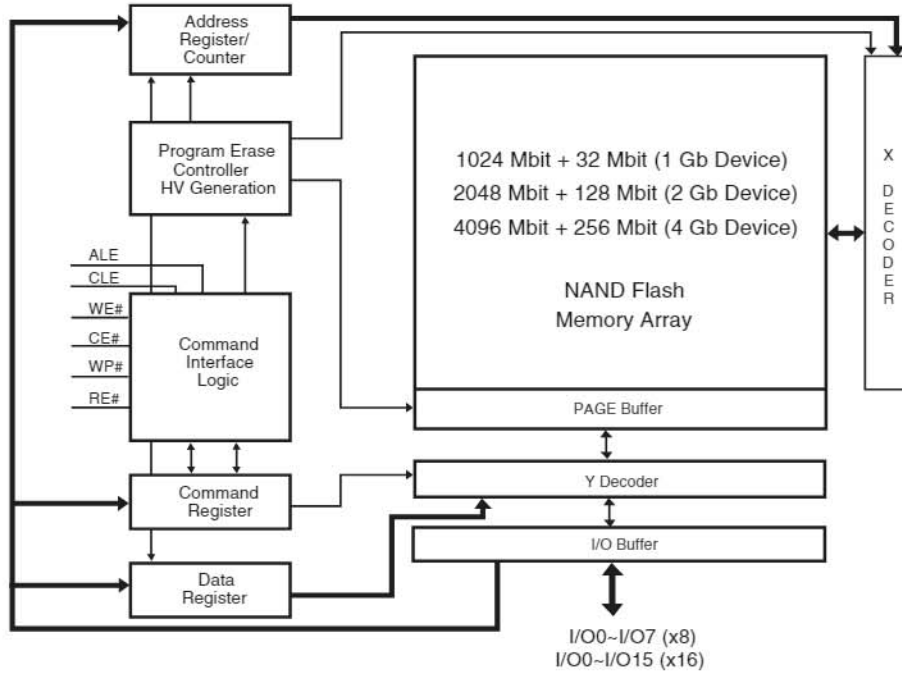 Address
Register/
Counter
Program Erase
Controller
HV Generation
1024 Mbit + 32 Mbit (1 Gb Device)
2048 Mbit + 128 Mbit (2 Gb Device)
4096 Mbit + 256 Mbit (4 Gb Device)
NAND Flash
Memory Array
X
DECODER
ALE
CLE
WE#
CE#
WP#
RE#
Command
Interface
Logic
PAGE Buffer
Command
Register
Y Decoder
I/O Buffer
Data
Register
I/O0~I/O7 (x8)
I/O0~I/O15 (x16)